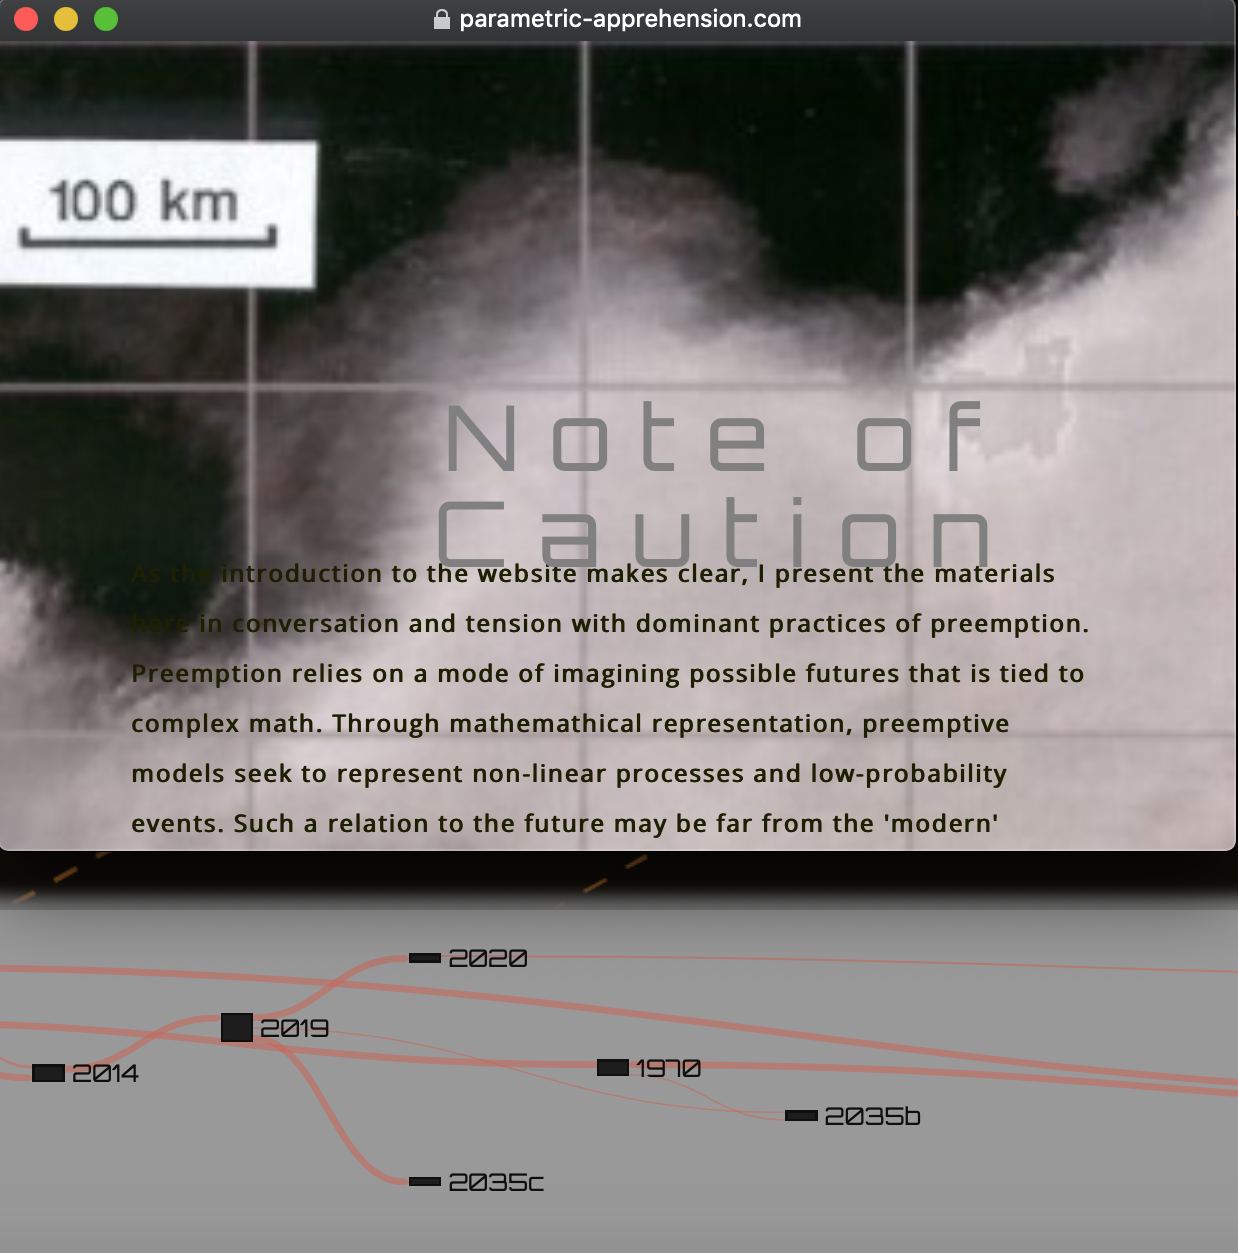 parametric-apprehension.com
100 km
Note of
Caution
As the introduction to the website makes clear, I present the materials
here in conversation and tension with dominant practices of preemption.
Preemption relies on a mode of imagining possible futures that is tied to
complex math. Through mathemathical representation, preemptive
models seek to represent non-linear processes and low-probability
events. Such a relation to the future may be far from the 'modern'
2020
2019
2014
1970
2035b
2035c